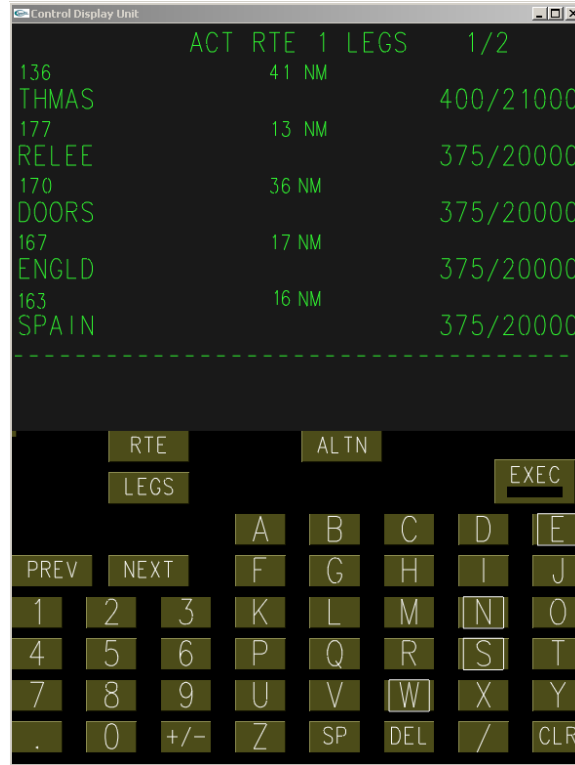 Control Display Unit
ACT RTE 1 LEGS 1/2
136 41 NM
THMAS 400/21000
177 13 NM
RELEE 375/20000
170 36 NM
DOORS 375/20000
167 17 NM
ENGLD 375/20000
163 16 NM
SPAIN 375/20000
RTE ALTN
LEGS EXEC
A B C D E
PREV NEXT F G H I J
1 2 3 K L M N O
4 5 6 P Q R S T
7 8 9 U V W X Y
. 0 +/- Z SP DEL / CLR